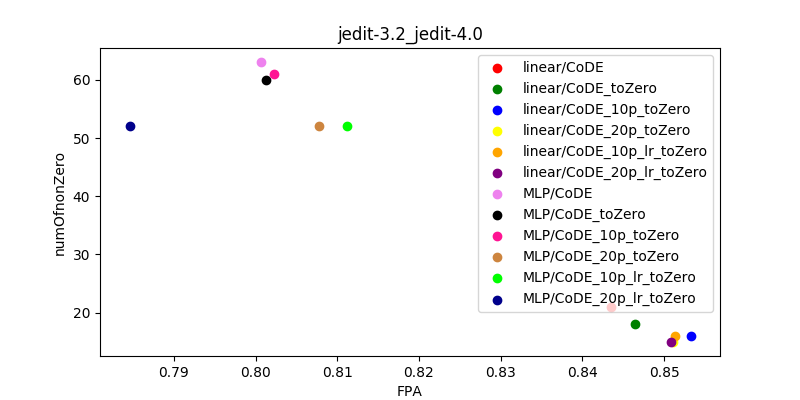 jedit-3.2_jedit-4.0
numOfnonZero
60
50
40
30
20
0.79
0.80
0.81
0.82
0.83
0.84
0.85
FPA
linear/CoDE
linear/CoDE_toZero
linear/CoDE_10p_toZero
linear/CoDE_20p_toZero
linear/CoDE_10p_lr_toZero
linear/CoDE_20p_lr_toZero
MLP/CoDE
MLP/CoDE_toZero
MLP/CoDE_10p_toZero
MLP/CoDE_20p_toZero
MLP/CoDE_10p_lr_toZero
MLP/CoDE_20p_lr_toZero